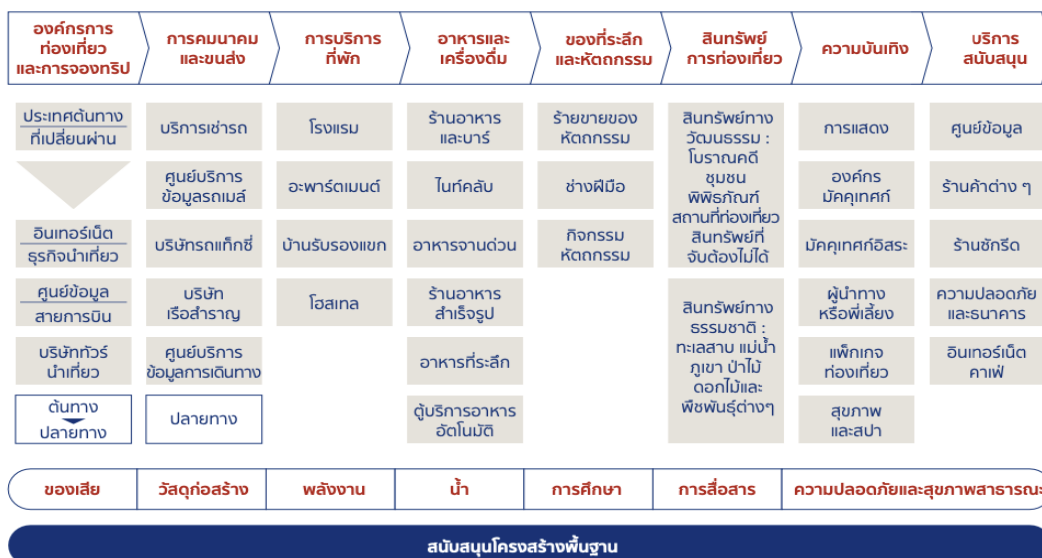 องค์กรการ
ท่องเที่ยว
และการจองทริป
การคมนาคม
และขนส่ง
การบริการ
ที่พัก
อาหารและ
เครื่องดื่ม
ของที่ระลึก
และหัตถกรรม
สินทรัพย์
การท่องเที่ยว
ความบันเทิง
บริการ
สนับสนุน
ประเทศต้นทาง
ที่เปลี่ยนผ่าน
อินเทอร์เน็ต
ธุรกิจนำเที่ยว
ศูนย์ข้อมูล
สายการบิน
บริษัททัวร์
นำเที่ยว
ต้นทาง
ปลายทาง
บริการเช่ารถ
ศูนย์บริการ
ข้อมูลรถเมล์
บริษัทรถแท็กซี่
บริษัท
เรือสำราญ
ศูนย์บริการ
ข้อมูลการเดินทาง
ปลายทาง
โรงแรม
อะพาร์ตเมนต์
บ้านรับรองแขก
โฮสเทล
ร้านอาหาร
และบาร์
ไนท์คลับ
อาหารจานด่วน
ร้านอาหาร
สำเร็จรูป
อาหารที่ระลึก
ตู้บริการอาหาร
อัตโนมัติ
ร้ายขายของ
หัตถกรรม
ช่างฝีมือ
กิจกรรม
หัตถกรรม
สินทรัพย์ทาง
วัฒนธรรม :
โบราณคดี
ชุมชน
พิพิธภัณฑ์
สถานที่ท่องเที่ยว
สินทรัพย์ที่
จับต้องไม่ได้
สินทรัพย์ทาง
ธรรมชาติ :
ทะเลสาบ แม่น้ำ
ภูเขา ป่าไม้
ดอกไม้และ
พืชพันธุ์ต่างๆ
การแสดง
องค์กร
มัคคุเทศก์
มัคคุเทศก์อิสระ
ผู้นำทาง
หรือพี่เลี้ยง
แพ็กเกจ
ท่องเที่ยว
สุขภาพ
และสปา
ศูนย์ข้อมูล
ร้านค้าต่าง ๆ
ร้านซักรีด
ความปลอดภัย
และธนาคาร
อินเทอร์เน็ต
คาเฟ่
ของเสีย
วัสดุก่อสร้าง
พลังงาน
น้ำ
การศึกษา
การสื่อสาร
ความปลอดภัยและสุขภาพสาธารณะ
สนับสนุนโครงสร้างพื้นฐาน